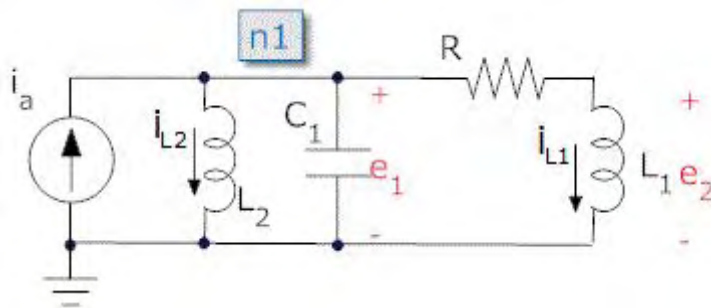 n1
R
i_a
i_L2
C_1
+
+
i_L1
e_1
L_1
e_2
L_2
-
-